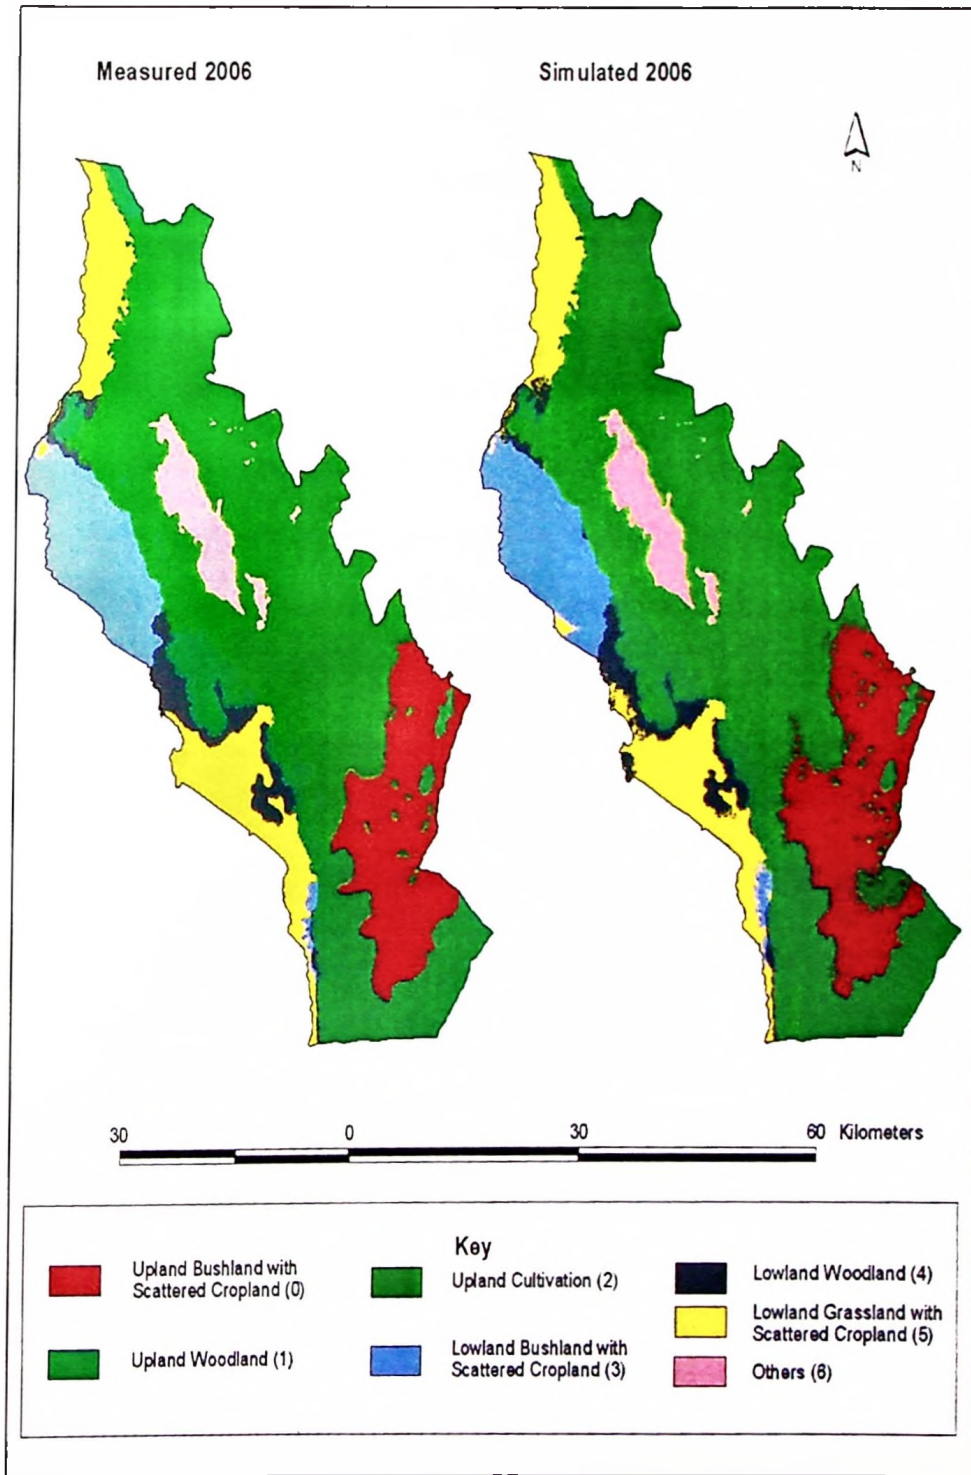 Measured 2006
Simulated 2006
N
30 0 30 60 Kilometers
Key
Upland Bushland with
Scattered Cropland (0)
Upland Cultivation (2)
Lowland Woodland (4)
Lowland Grassland with
Scattered Cropland (5)
Upland Woodland (1)
Lowland Bushland with
Scattered Cropland (3)
Others (6)